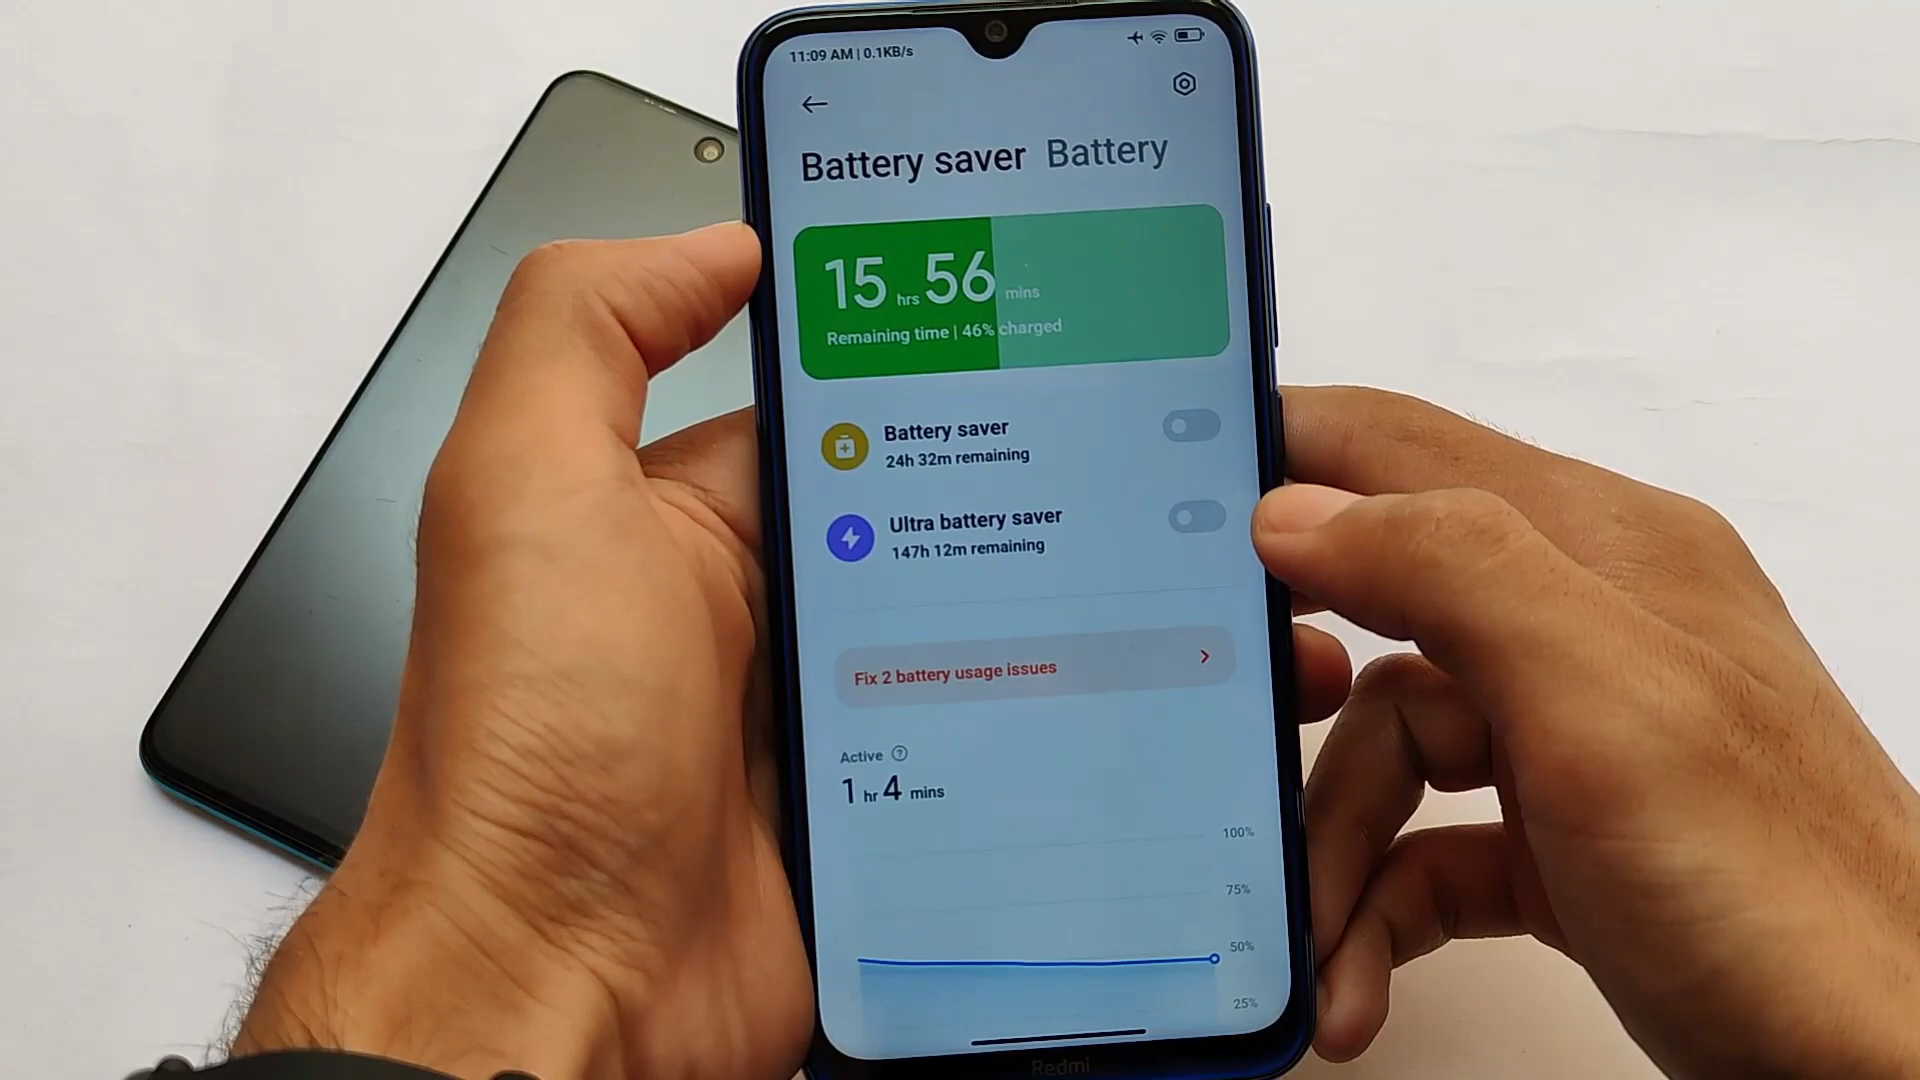 11:09 AM | 0.1KB/s
Battery saver Battery
15 hrs 56 mins
Remaining time | 46% charged
Battery saver
24h 32m remaining
Ultra battery saver
147h 12m remaining
Fix 2 battery usage issues
Active ?
1 hr 4 mins
100%
75%
50%
25%
Redmi